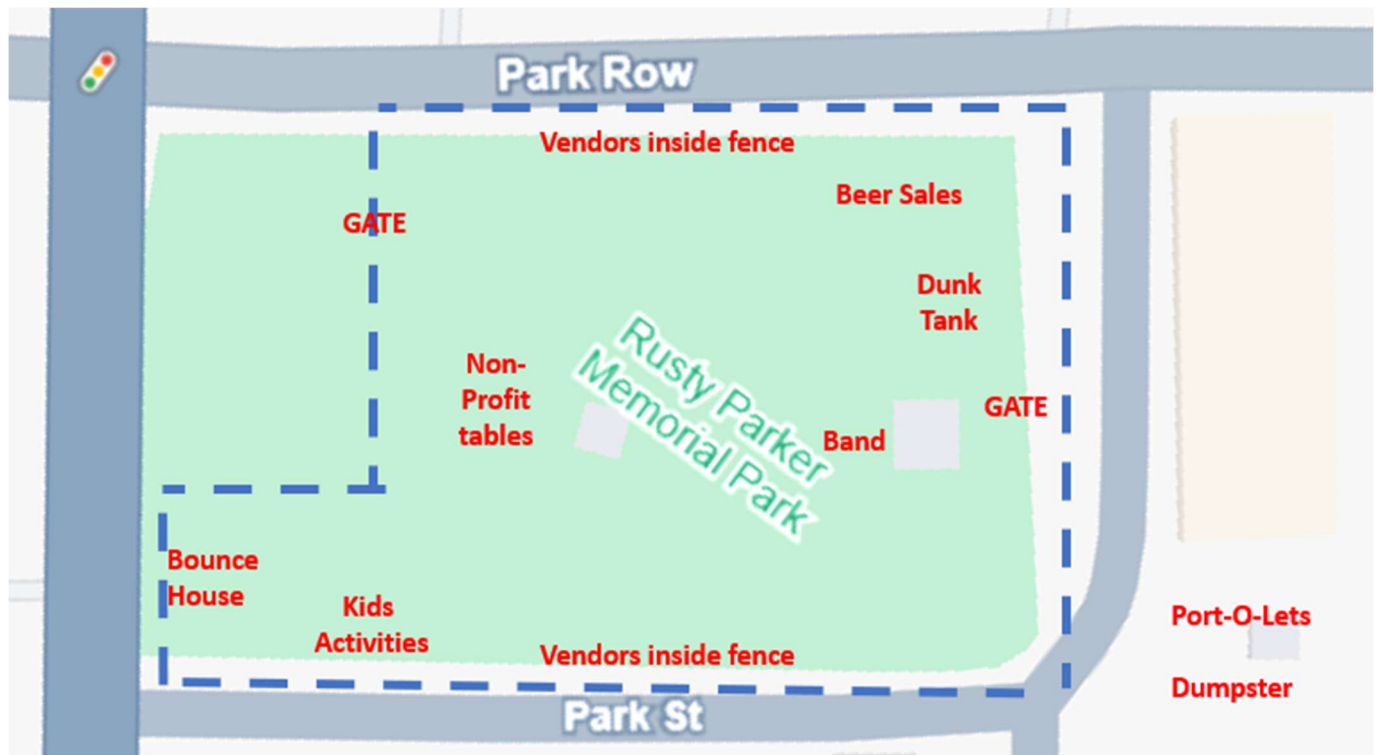 Park Row
Vendors inside fence
Beer Sales
GATE
Dunk
Tank
Non-
Profit
tables
Rusty Parker
Memorial Park
GATE
Band
Bounce
House
Kids
Activities
Vendors inside fence
Port-O-Lets
Dumpster
Park St